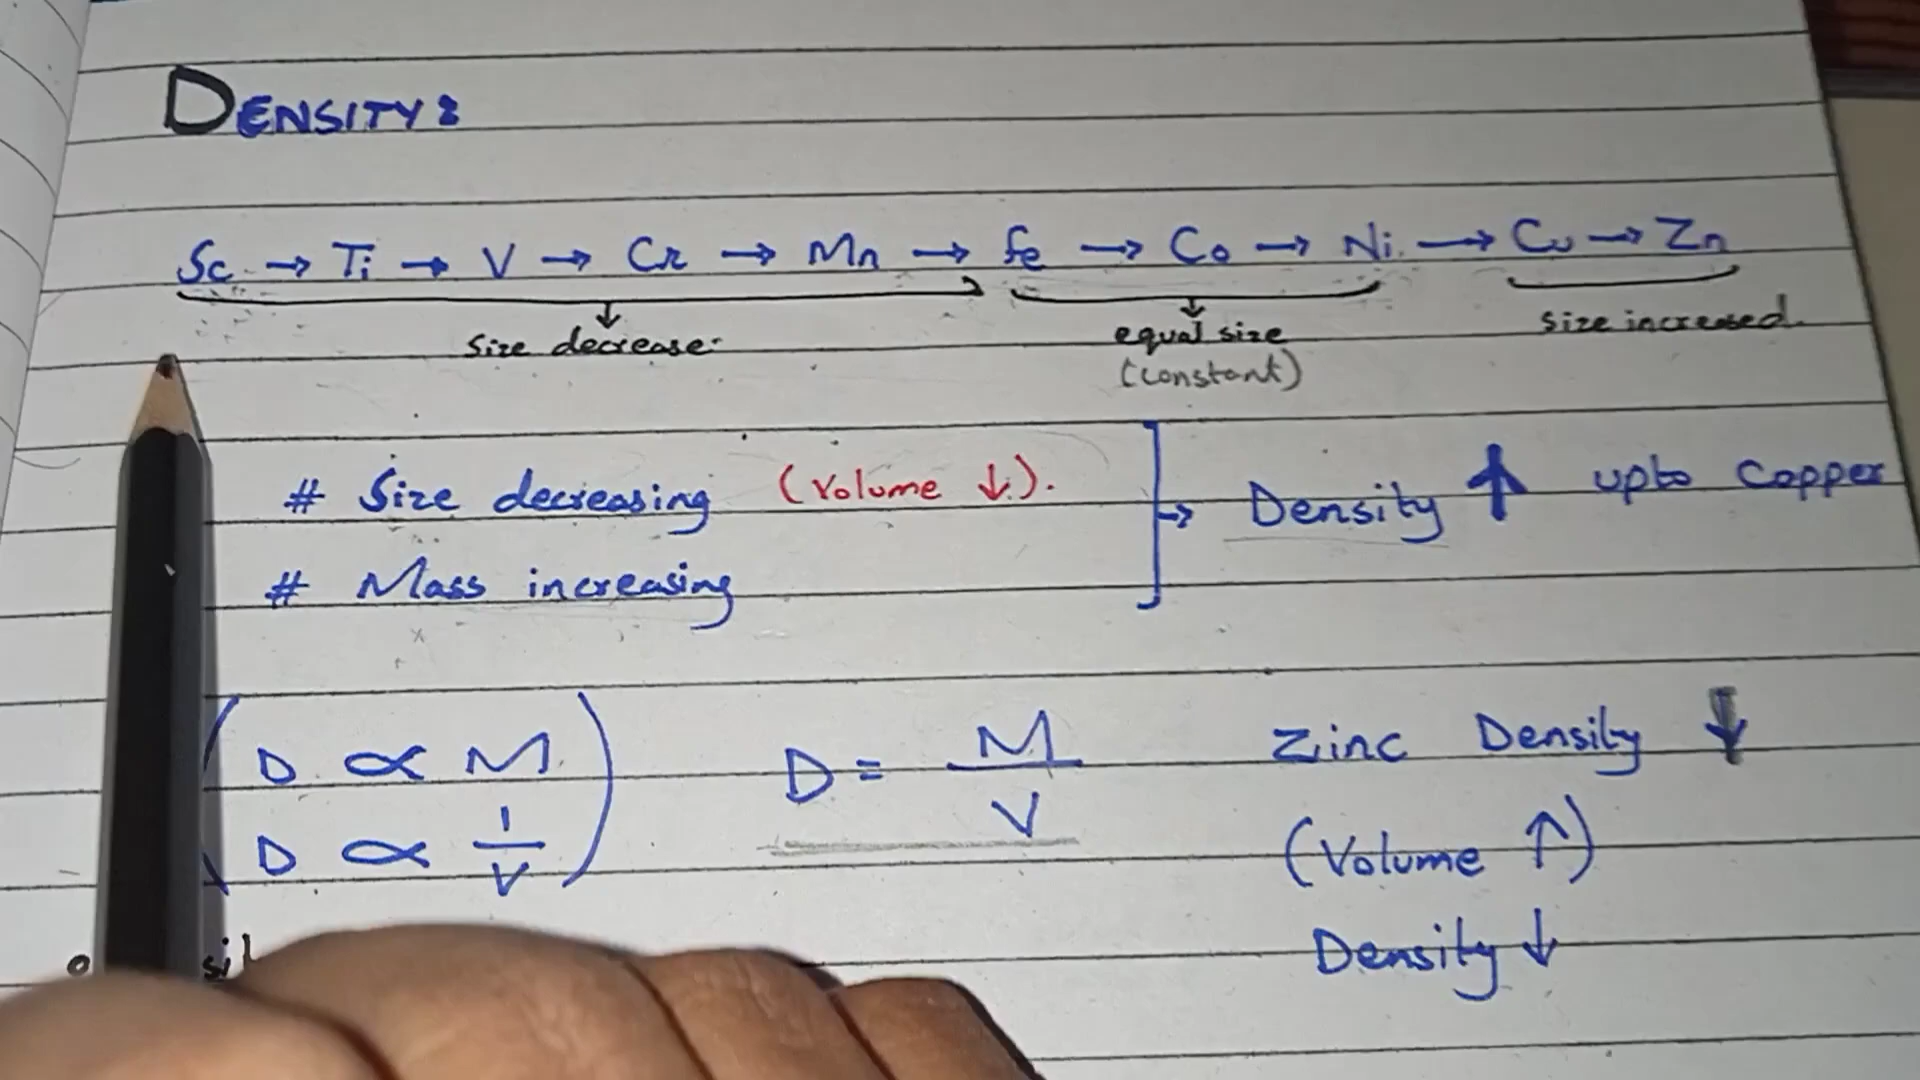 DENSITY:
Sc → Ti → V → Cr → Mn → Fe → Co → Ni → Cu → Zn
Size decrease.
equal size
(constant)
Size increased.
# Size decreasing (Volume ↓).
# Mass increasing
→ Density ↑ upto Copper
D ∝ M
D ∝ 1/V
D = M/V
Zinc Density ↓
(Volume ↑)
Density ↓